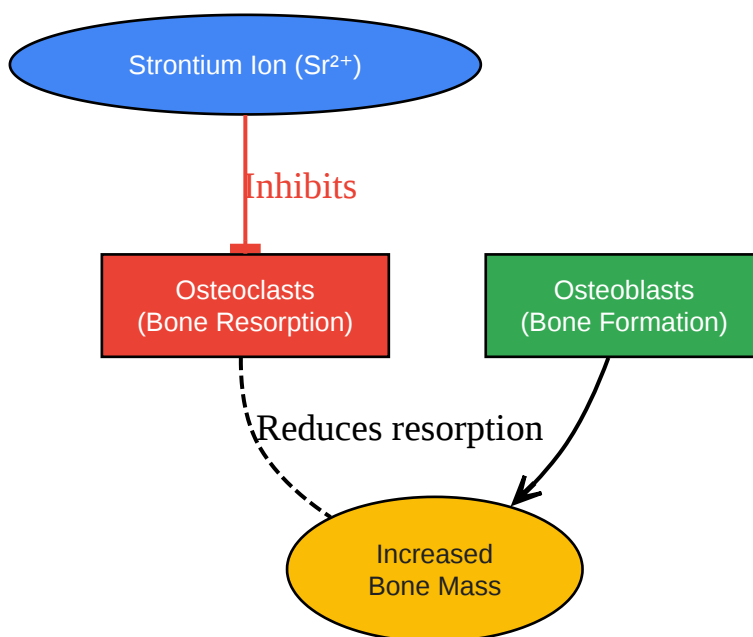 Strontium Ion (Sr²⁺)
Inhibits
Osteoclasts
(Bone Resorption)
Osteoblasts
(Bone Formation)
Reduces resorption
Increased
Bone Mass